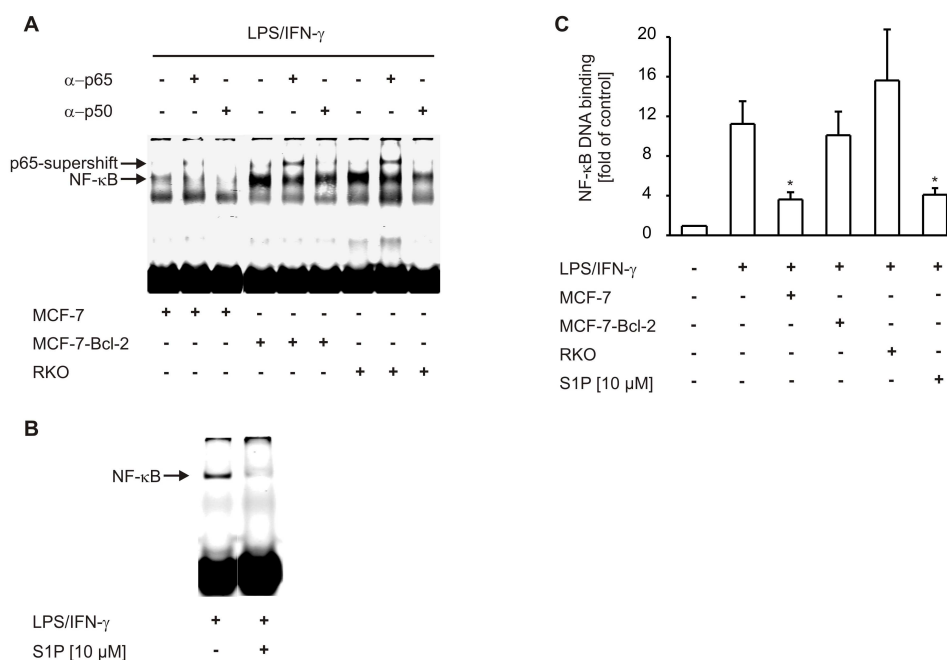 A
LPS/IFN-γ
α–p65 - + - - + - - + -
α–p50 - - + - - + - - +
p65-supershift
NF-κB
MCF-7 + + + - - - - - -
MCF-7-Bcl-2 - - - + + + - - -
RKO - - - - - - + + +
B
NF-κB
LPS/IFN-γ + +
S1P [10 µM] - +
C
NF-κB DNA binding
[fold of control]
20
16
12
8
4
0
* *
LPS/IFN-γ - + + + + +
MCF-7 - - + - - -
MCF-7-Bcl-2 - - - + - -
RKO - - - - + -
S1P [10 µM] - - - - - +